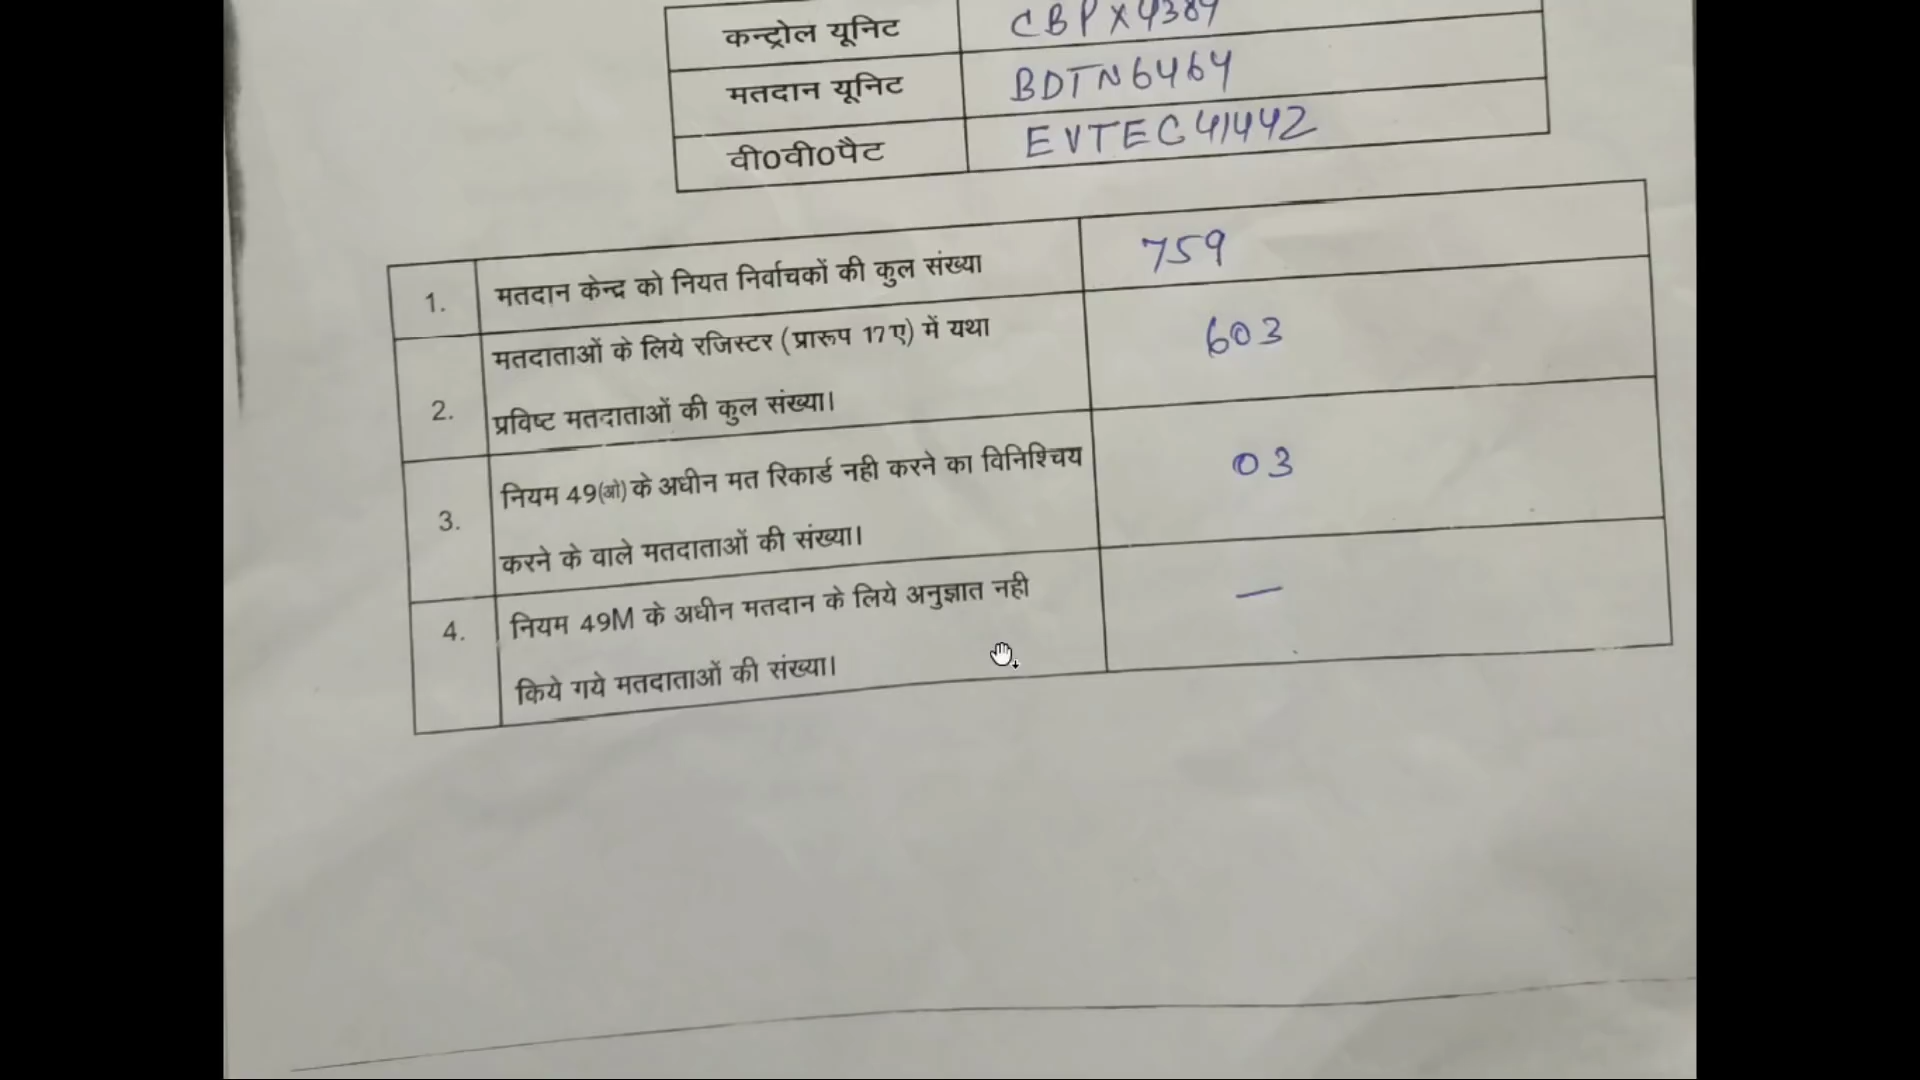 कन्ट्रोल यूनिट CBPX4384
मतदान यूनिट BDTN6464
वी0वी0पैट EVTEC41442
1. मतदान केन्द्र को नियत निर्वाचकों की कुल संख्या 759
मतदाताओं के लिये रजिस्टर (प्रारूप 17ए) में यथा
2. प्रविष्ट मतदाताओं की कुल संख्या। 603
नियम 49(ओ) के अधीन मत रिकार्ड नही करने का विनिश्चिय
3. करने के वाले मतदाताओं की संख्या। 03
4. नियम 49M के अधीन मतदान के लिये अनुज्ञात नही —
किये गये मतदाताओं की संख्या।